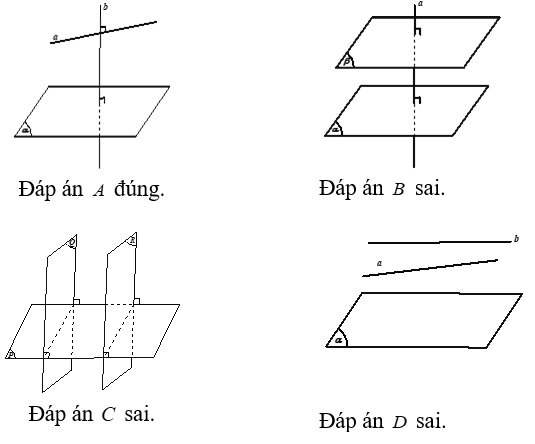 b
a
α
Đáp án A đúng.
a
β
α
Đáp án B sai.
Q
R
P
Đáp án C sai.
b
a
α
Đáp án D sai.